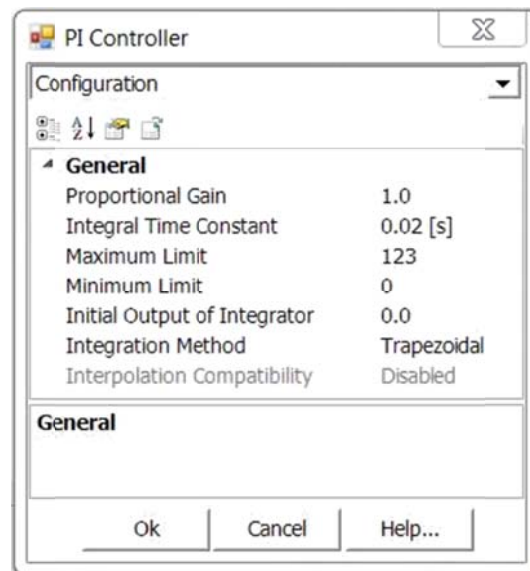 PI Controller
Configuration
General
Proportional Gain 1.0
Integral Time Constant 0.02 [s]
Maximum Limit 123
Minimum Limit 0
Initial Output of Integrator 0.0
Integration Method Trapezoidal
Interpolation Compatibility Disabled
General
Ok Cancel Help...